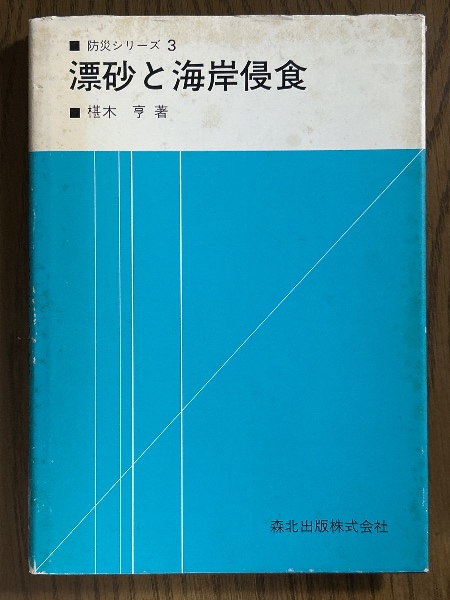 ■ 防災シリーズ 3
漂砂と海岸侵食
■ 椹木 亨 著
森北出版株式会社